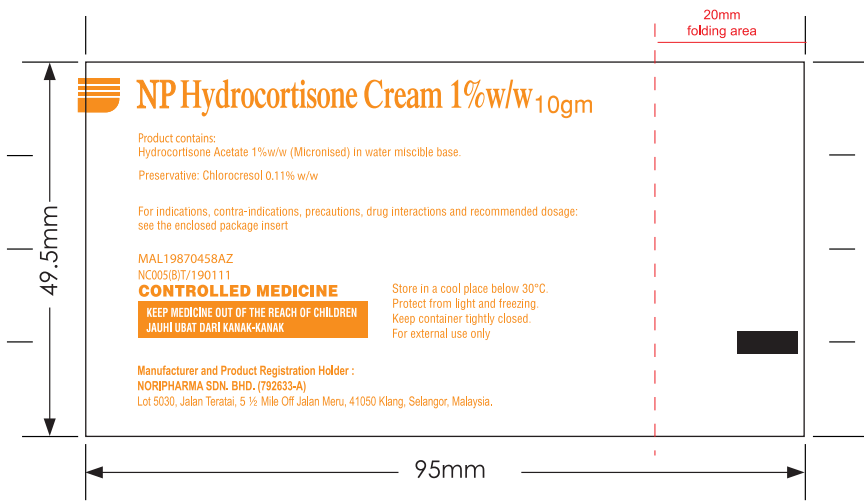 20mm
folding area
NP Hydrocortisone Cream 1%w/w 10gm
Product contains:
Hydrocortisone Acetate 1%w/w (Micronised) in water miscible base.
Preservative: Chlorocresol 0.11% w/w
For indications, contra-indications, precautions, drug interactions and recommended dosage:
see the enclosed package insert
MAL19870458AZ
NC005(B)T/190111
CONTROLLED MEDICINE
KEEP MEDICINE OUT OF THE REACH OF CHILDREN
JAUHI UBAT DARI KANAK-KANAK
Store in a cool place below 30°C.
Protect from light and freezing.
Keep container tightly closed.
For external use only
Manufacturer and Product Registration Holder :
NORIPHARMA SDN. BHD. (792633-A)
Lot 5030, Jalan Teratai, 5 ½ Mile Off Jalan Meru, 41050 Klang, Selangor, Malaysia.
49.5mm
95mm